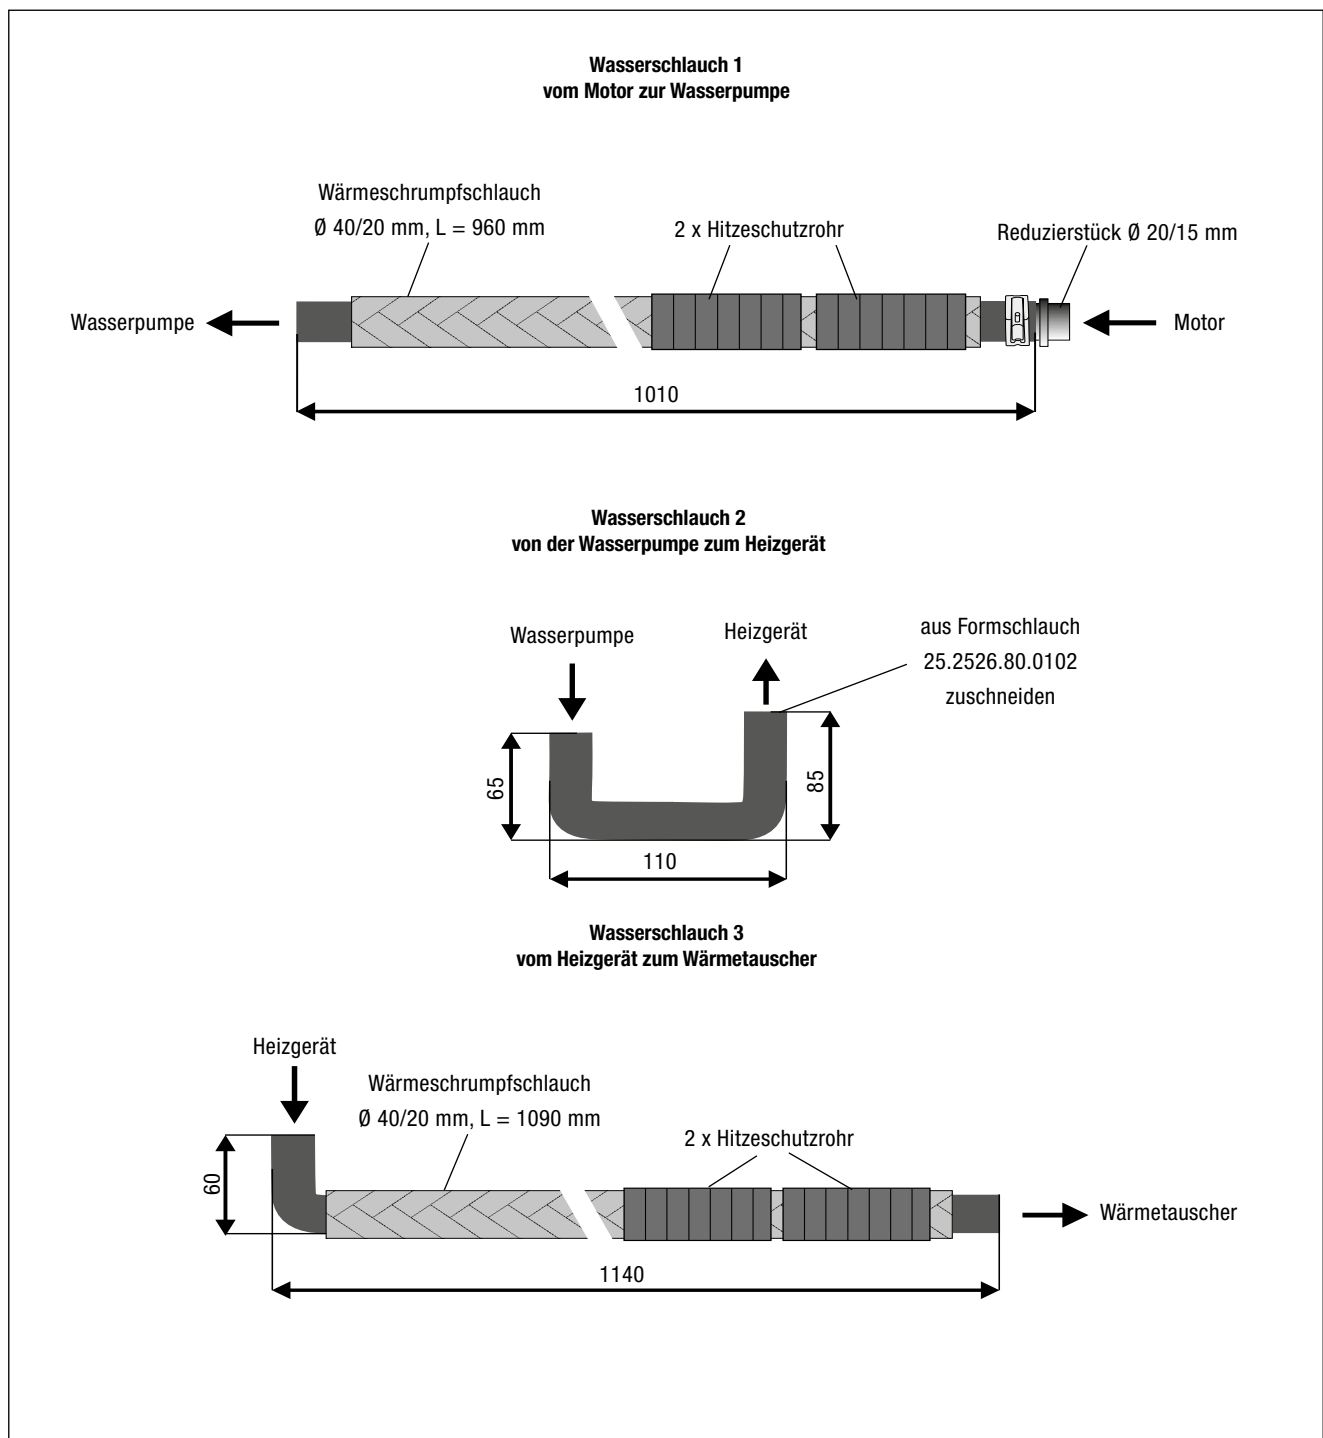 Wasserschlauch 1
vom Motor zur Wasserpumpe
Wärmeschrumpfschlauch
Ø 40/20 mm, L = 960 mm
2 x Hitzeschutzrohr
Reduzierstück Ø 20/15 mm
Wasserpumpe
Motor
1010
Wasserschlauch 2
von der Wasserpumpe zum Heizgerät
Wasserpumpe
Heizgerät
aus Formschlauch
25.2526.80.0102
zuschneiden
65
85
110
Wasserschlauch 3
vom Heizgerät zum Wärmetauscher
Heizgerät
Wärmeschrumpfschlauch
Ø 40/20 mm, L = 1090 mm
2 x Hitzeschutzrohr
60
Wärmetauscher
1140